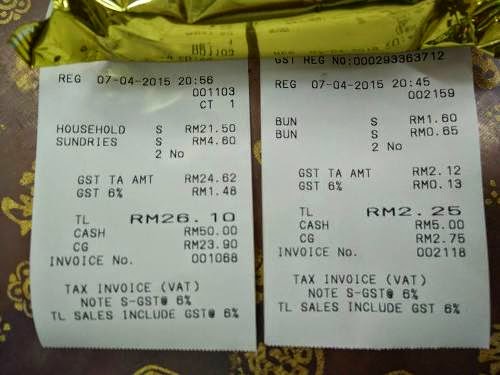 REG 07-04-2015 20:56
001103
CT 1
HOUSEHOLD S RM21.50
SUNDRIES S RM4.60
2 No
GST TA AMT RM24.62
GST 6% RM1.48
TL RM26.10
CASH RM50.00
CG RM23.90
INVOICE No. 001068
TAX INVOICE (VAT)
NOTE S-GST@ 6%
TL SALES INCLUDE GST@ 6%
GST REG NO:000293363712
REG 07-04-2015 20:45
002159
BUN S RM1.60
BUN S RM0.65
2 No
GST TA AMT RM2.12
GST 6% RM0.13
TL RM2.25
CASH RM5.00
CG RM2.75
INVOICE No. 002118
TAX INVOICE (VAT)
NOTE S-GST@ 6%
TL SALES INCLUDE GST 6%